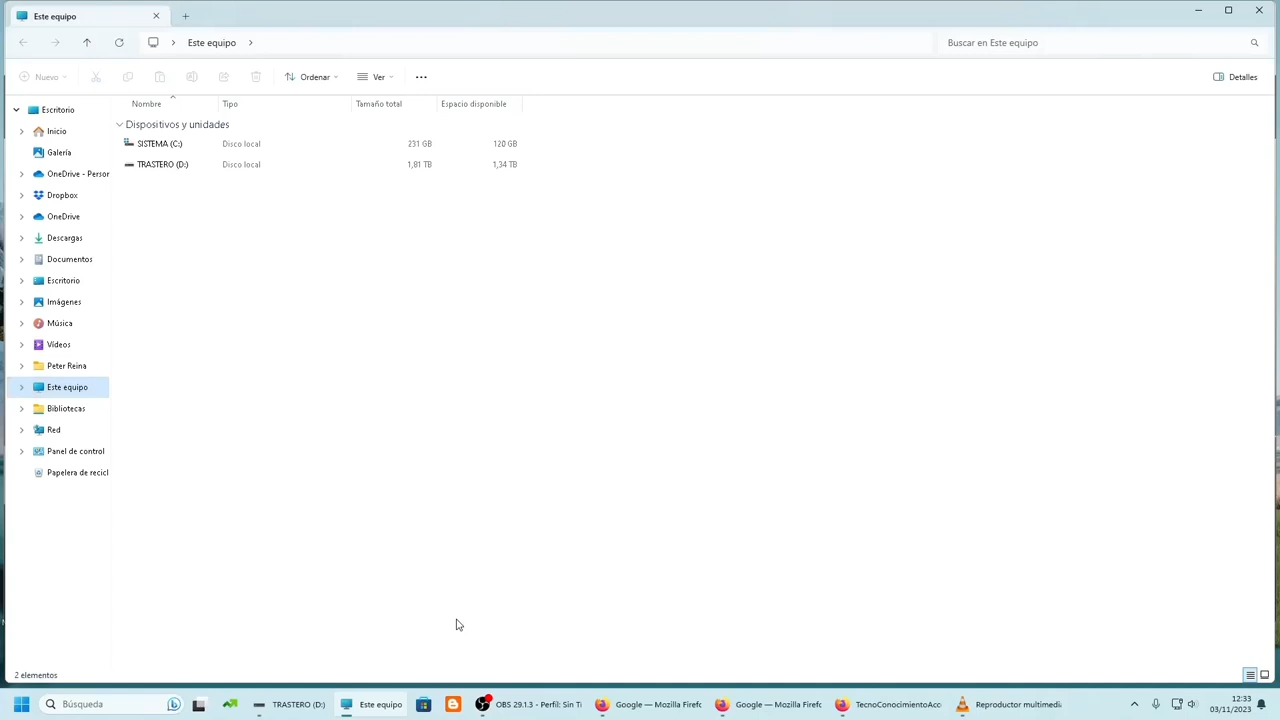 Este equipo
Este equipo
Buscar en Este equipo
Nuevo
Ordenar
Ver
Detalles
Nombre Tipo Tamaño total Espacio disponible
Dispositivos y unidades
SISTEMA (C:) Disco local 231 GB 120 GB
TRASTERO (D:) Disco local 1,81 TB 1,34 TB
Escritorio
Inicio
Galería
OneDrive - Persor
Dropbox
OneDrive
Descargas
Documentos
Escritorio
Imágenes
Música
Vídeos
Peter Reina
Este equipo
Bibliotecas
Red
Panel de control
Papelera de recicl
2 elementos
Búsqueda
TRASTERO (D:)
Este equipo
OBS 29.1.3 - Perfil: Sin Ti
Google — Mozilla Firefo
Google — Mozilla Firefo
TecnoConocimientoAcc
Reproductor multimedia
12:33
03/11/2023